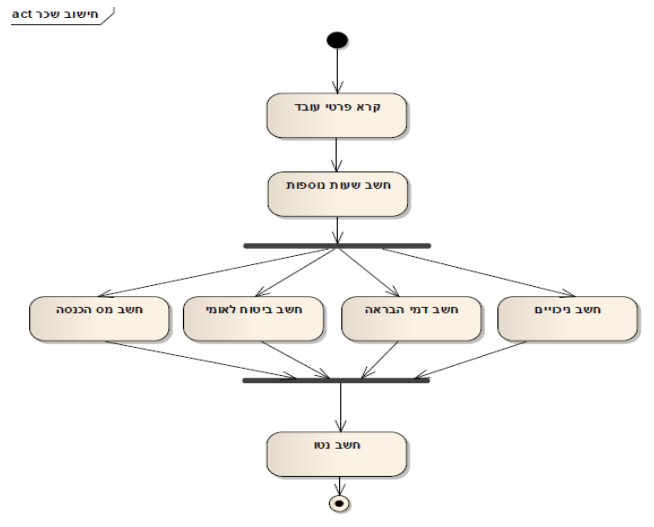 act חישוב שכר
קרא פרטי עובד
חשב שעות נוספות
חשב מס הכנסה
חשב ביטוח לאומי
חשב דמי הבראה
חשב ניכויים
חשב נטו